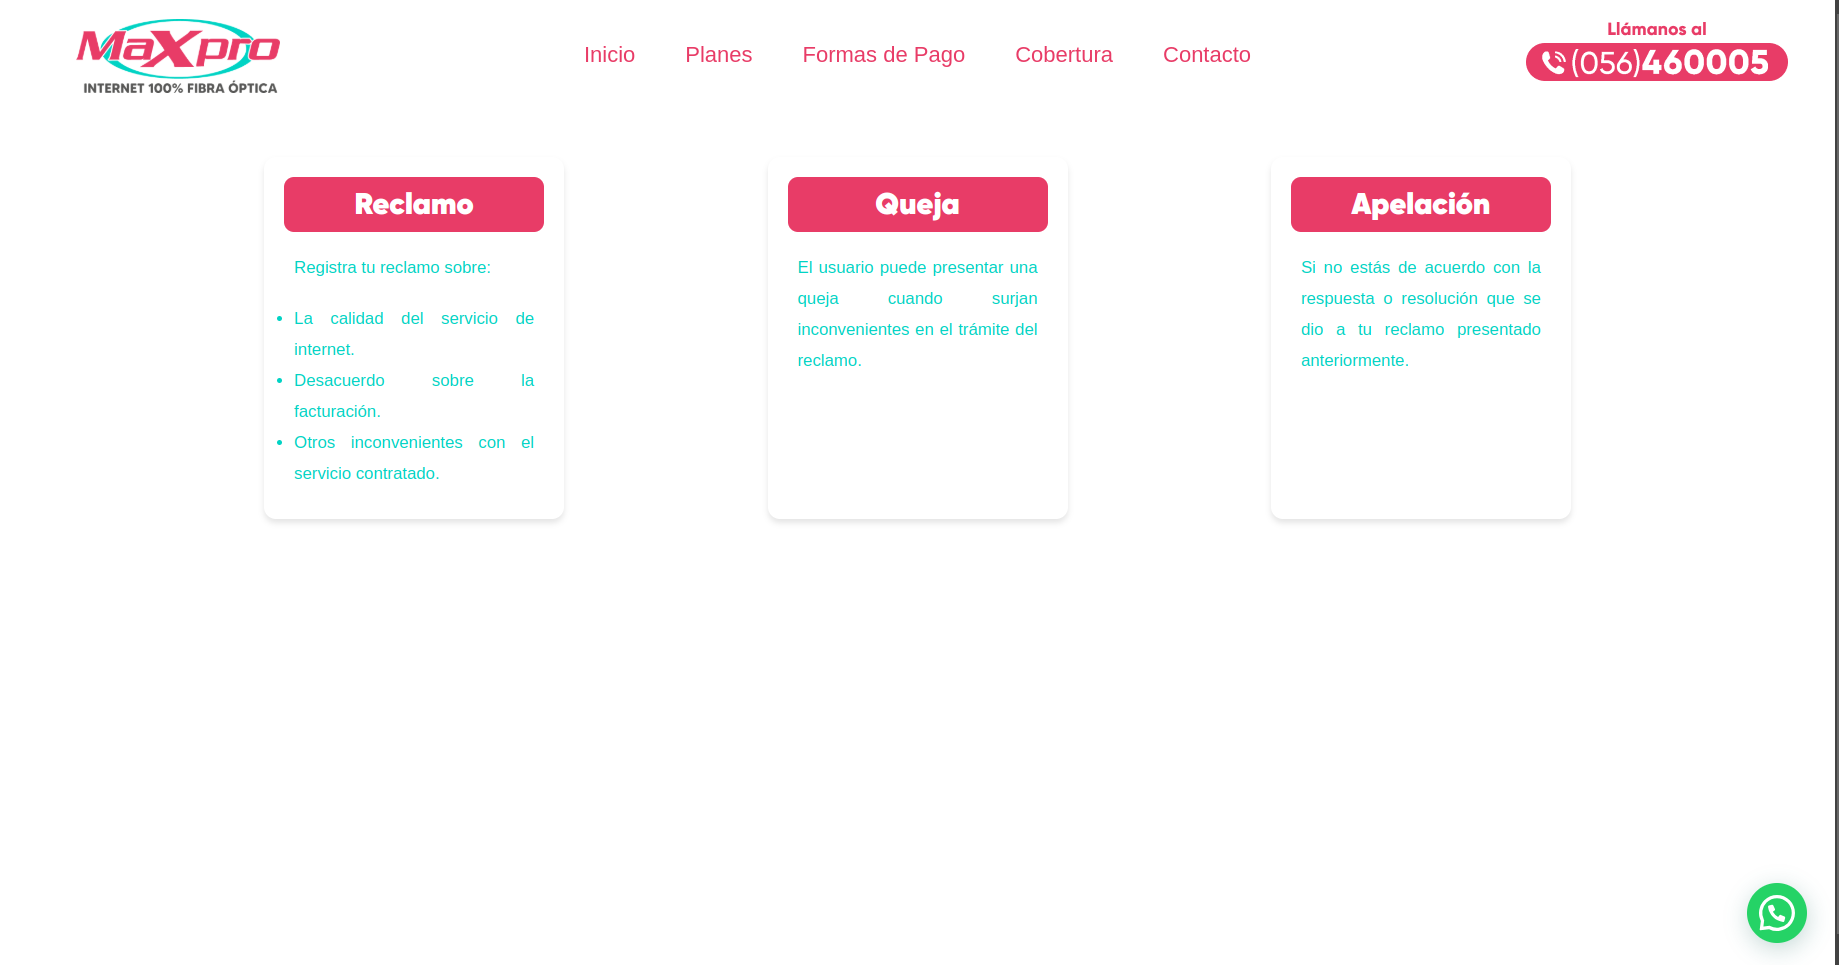 MaXpro
INTERNET 100% FIBRA ÓPTICA
Inicio
Planes
Formas de Pago
Cobertura
Contacto
Llámanos al
(056)460005
Reclamo
Registra tu reclamo sobre:
La calidad del servicio de
internet.
Desacuerdo sobre la
facturación.
Otros inconvenientes con el
servicio contratado.
Queja
El usuario puede presentar una
queja cuando surjan
inconvenientes en el trámite del
reclamo.
Apelación
Si no estás de acuerdo con la
respuesta o resolución que se
dio a tu reclamo presentado
anteriormente.